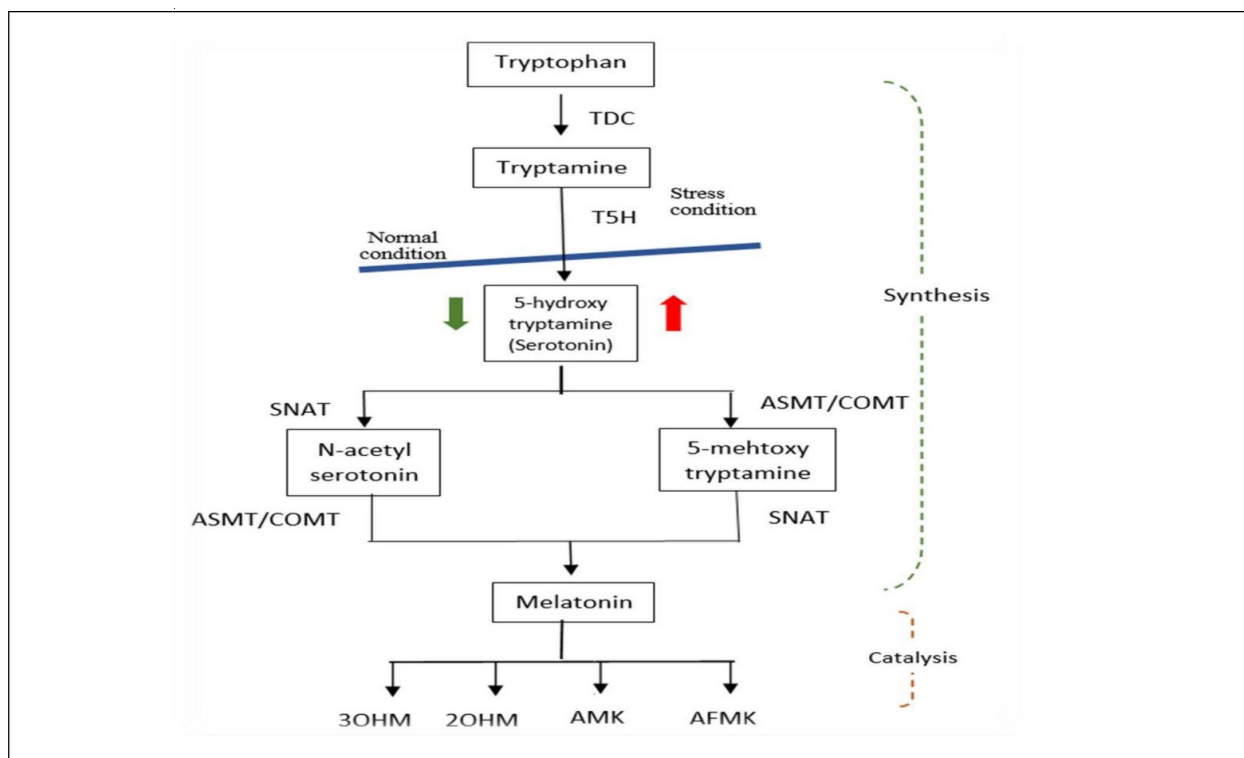 Tryptophan
TDC
Tryptamine
Stress
condition
T5H
Normal
condition
5-hydroxy
tryptamine
(Serotonin)
Synthesis
SNAT
ASMT/COMT
N-acetyl
serotonin
5-mehtoxy
tryptamine
ASMT/COMT
SNAT
Melatonin
Catalysis
3OHM
2OHM
AMK
AFMK